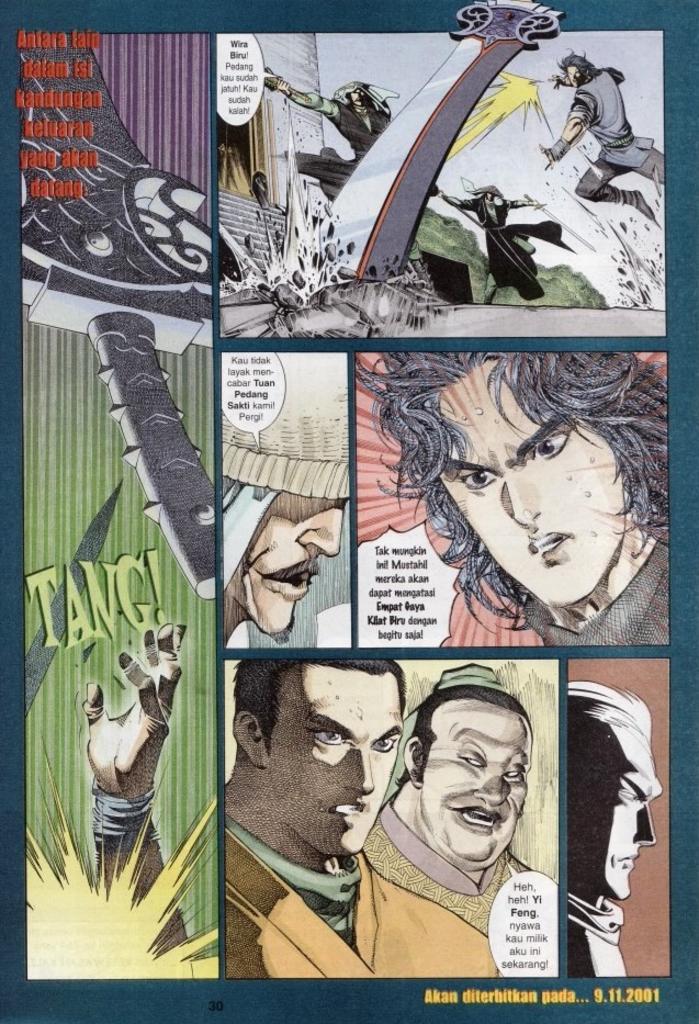 Antara lain
dalam isi
kandungan
keluaran
yang akan
datang.
Wira
Biru!
Pedang
kau sudah
jatuh! Kau
sudah
kalah!
TANG!
Kau tidak
layak men-
cabar Tuan
Pedang
Sakti kami!
Pergi!
Tak mungkin
ini! Mustahil
mereka akan
dapat mengatasi
Empat Gaya
Kilat Biru dengan
begitu saja!
Heh,
heh! Yi
Feng,
nyawa
kau milik
aku ini
sekarang!
Akan diterbitkan pada... 9.11.2001
30